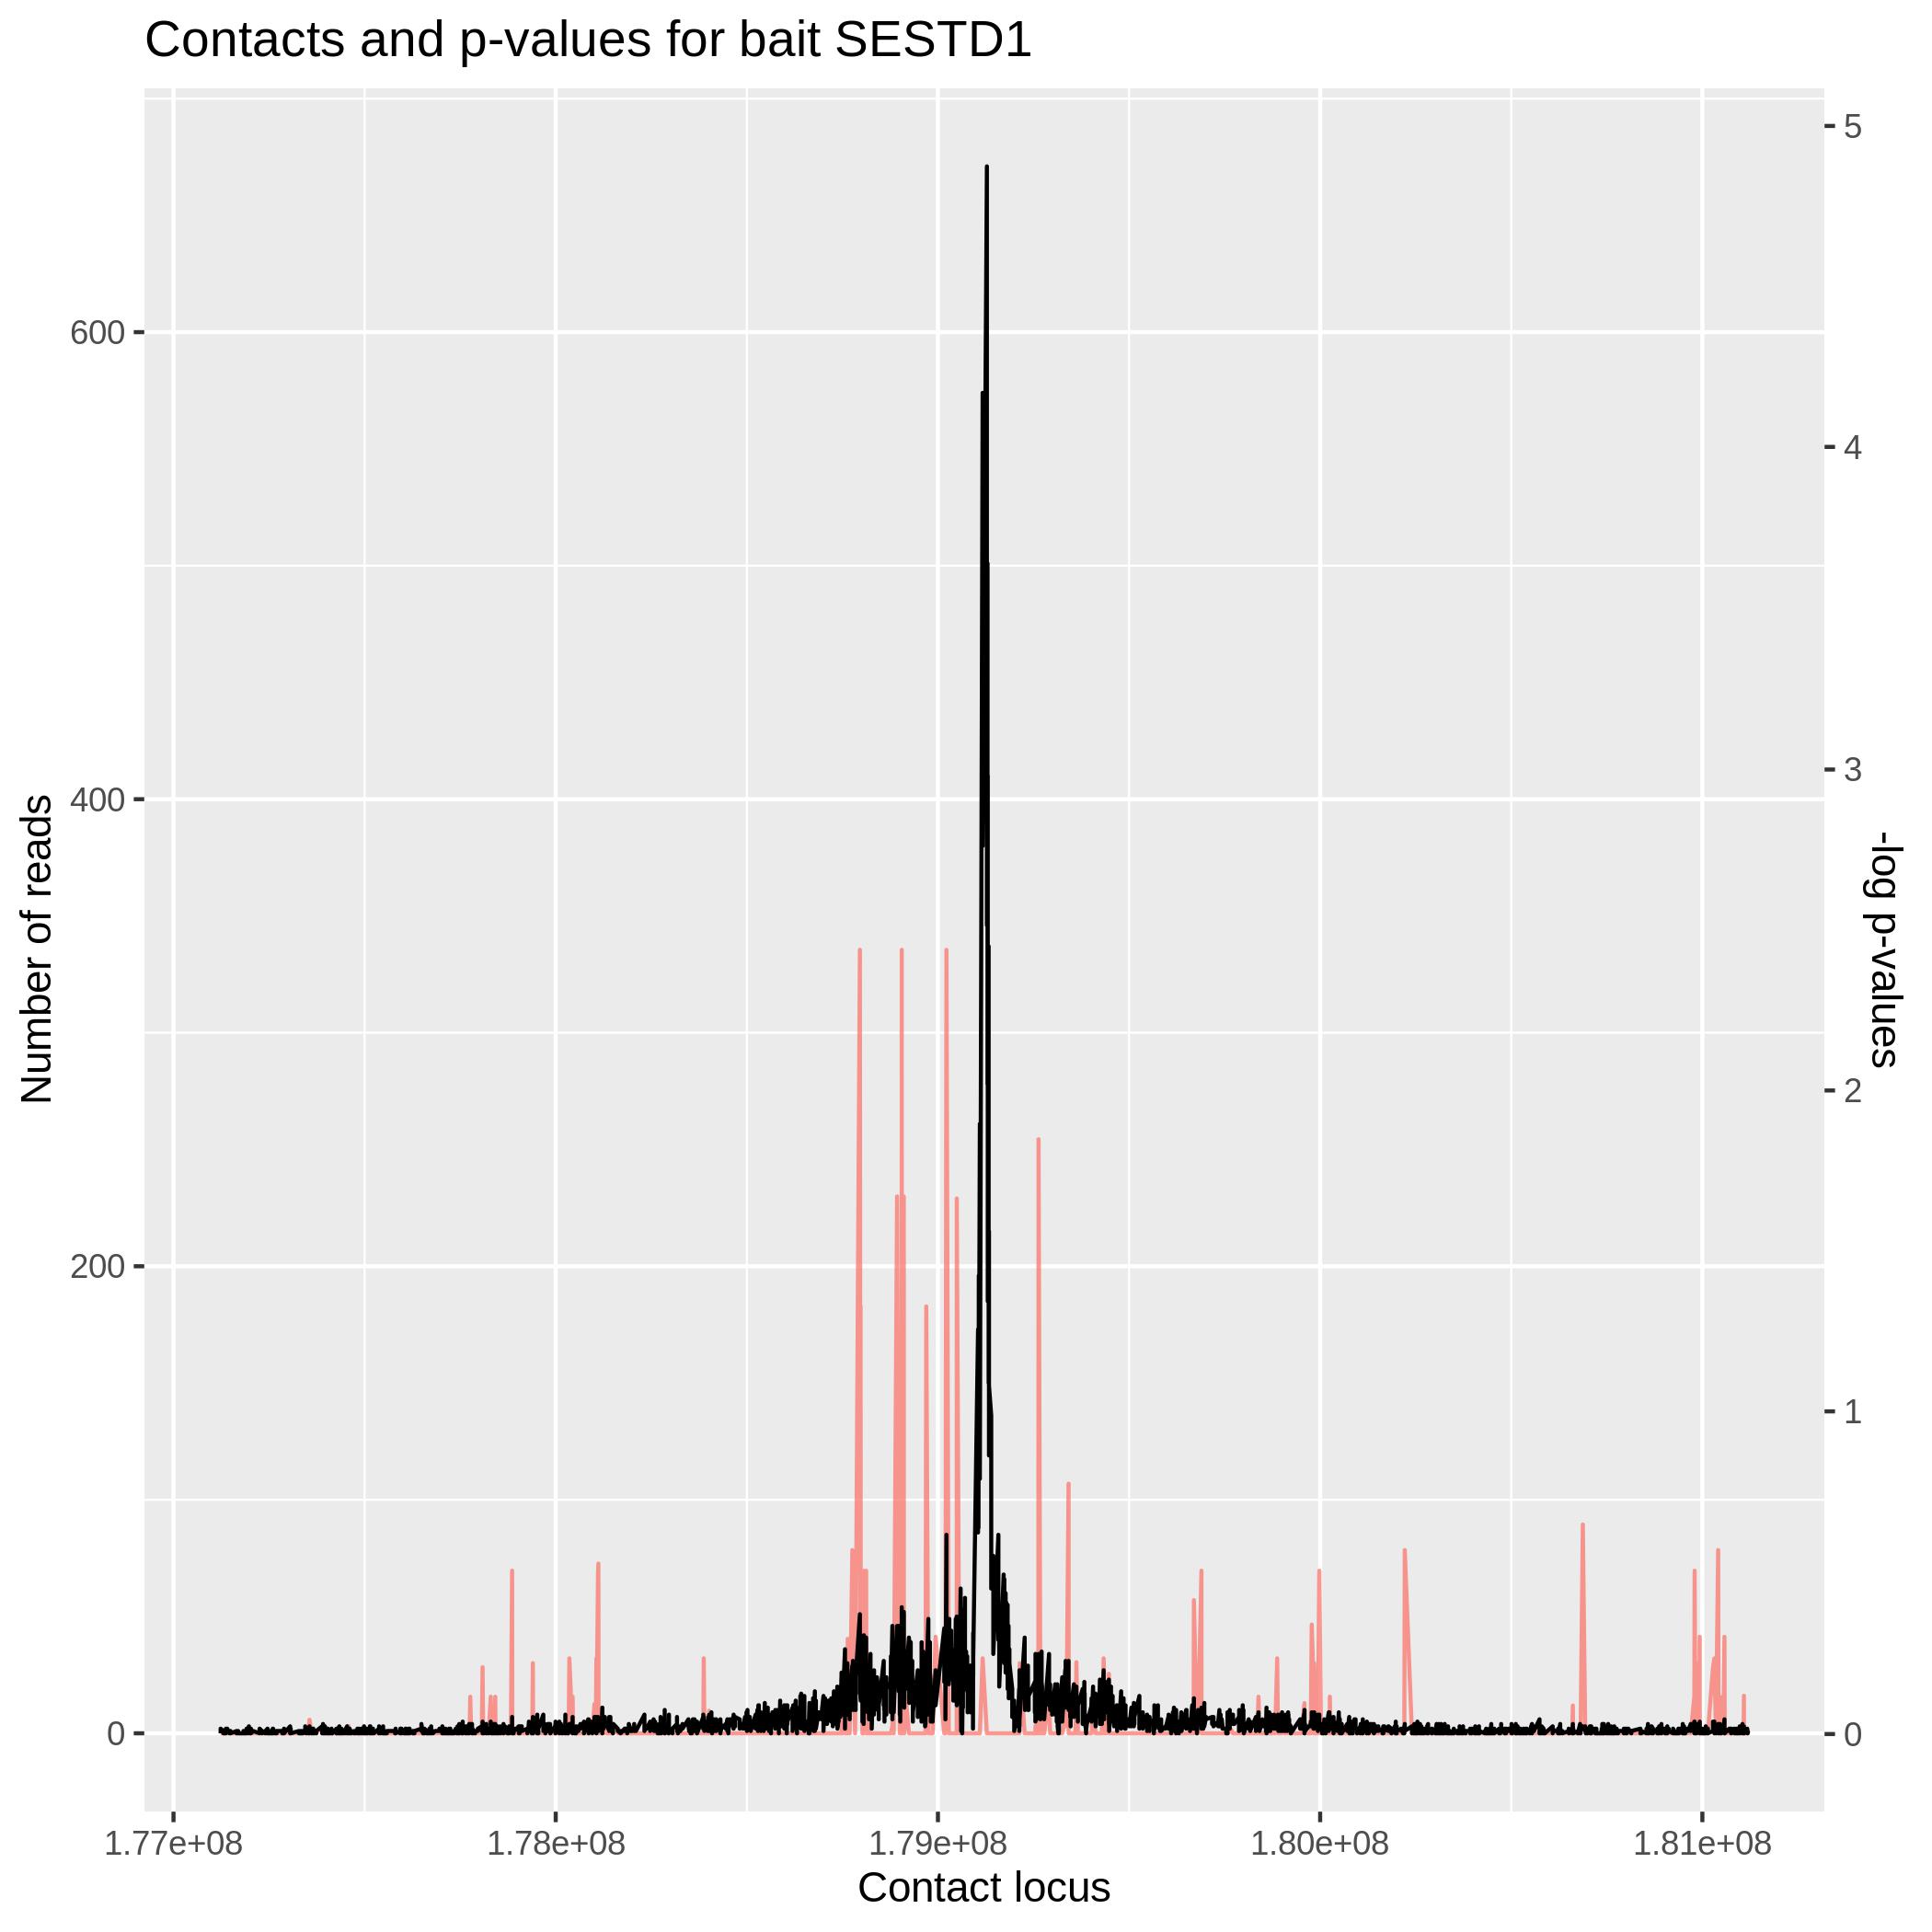 Contacts and p-values for bait SESTD1
Number of reads
600
400
200
0
5
4
3
2
1
0
-log p-values
1.77e+08
1.78e+08
1.79e+08
1.80e+08
1.81e+08
Contact locus